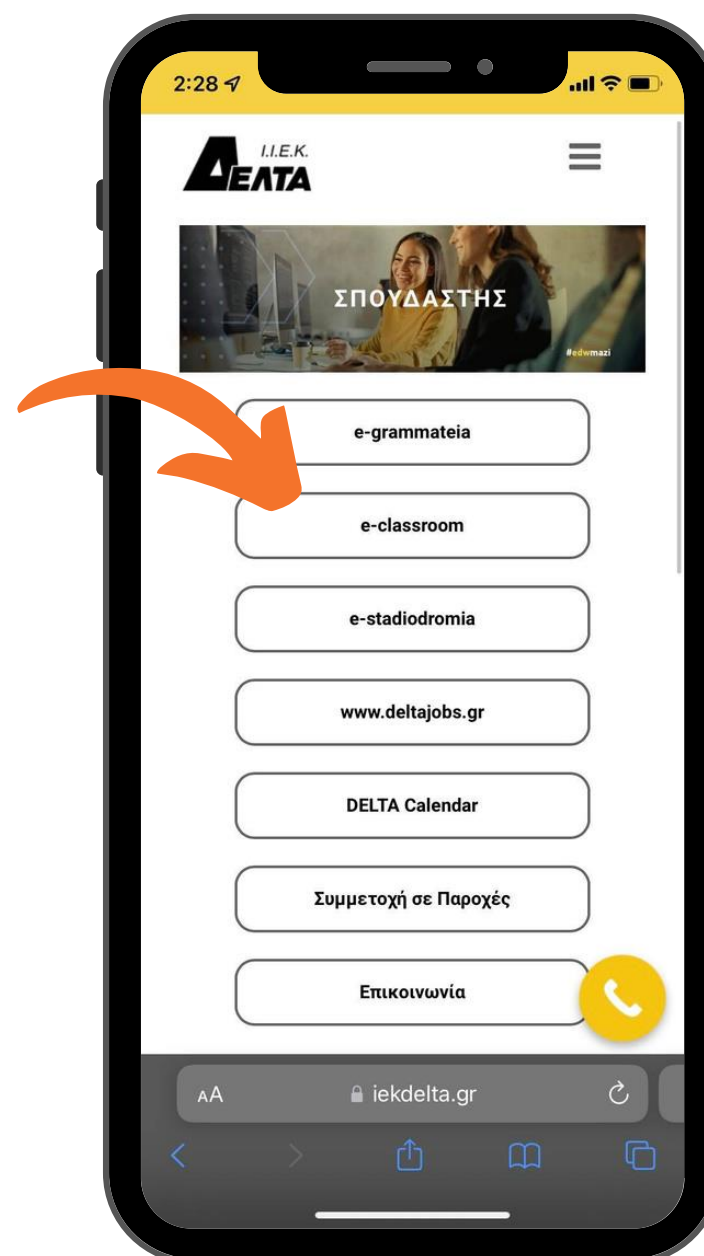 2:28
Ι.Ι.Ε.Κ.
ΔΕΛΤΑ
ΣΠΟΥΔΑΣΤΗΣ
#edwmazi
e-grammateia
e-classroom
e-stadiodromia
www.deltajobs.gr
DELTA Calendar
Συμμετοχή σε Παροχές
Επικοινωνία
AA iekdelta.gr